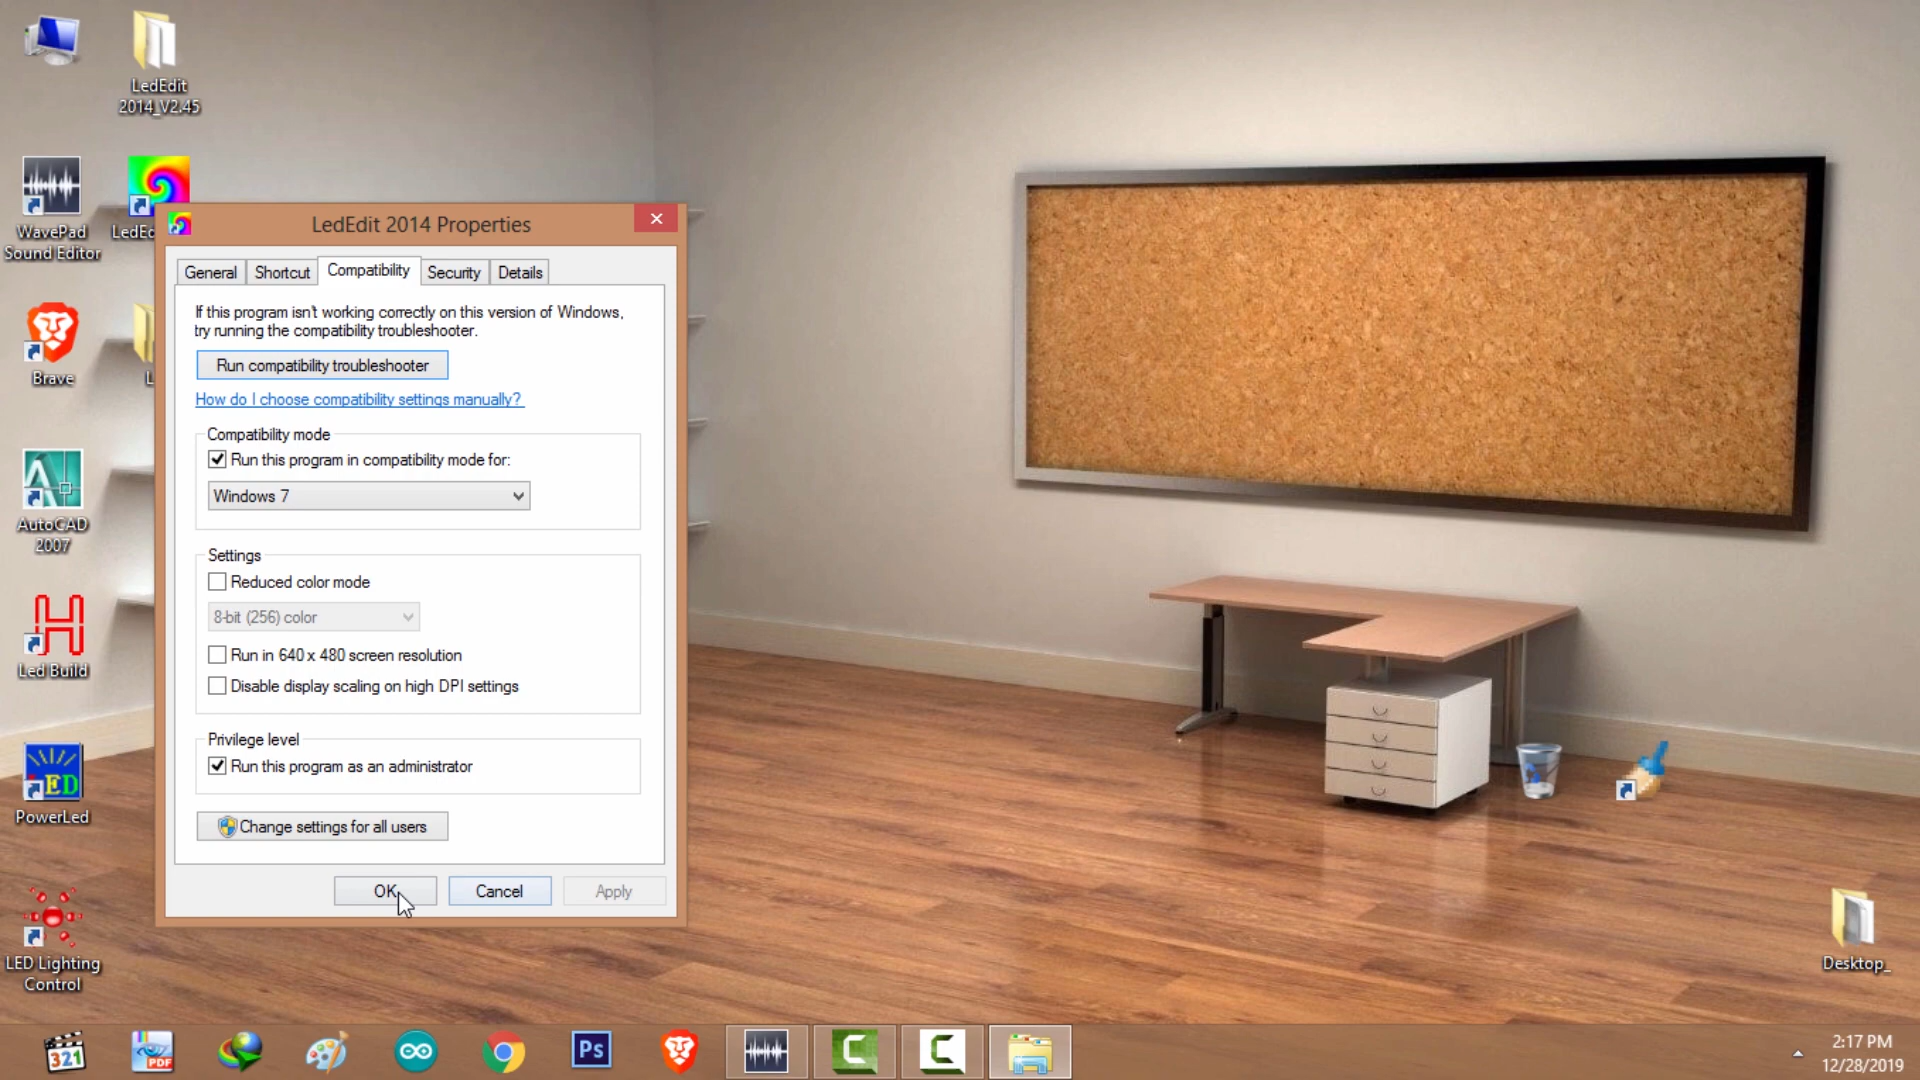 LedEdit
2014_V2.45
WavePad
Sound Editor
LedEd
Brave
L
AutoCAD
2007
Led Build
LED
PowerLed
LED Lighting
Control
LedEdit 2014 Properties
General
Shortcut
Compatibility
Security
Details
If this program isn't working correctly on this version of Windows,
try running the compatibility troubleshooter.
Run compatibility troubleshooter
How do I choose compatibility settings manually?
Compatibility mode
Run this program in compatibility mode for:
Windows 7
Settings
Reduced color mode
8-bit (256) color
Run in 640 x 480 screen resolution
Disable display scaling on high DPI settings
Privilege level
Run this program as an administrator
Change settings for all users
OK
Cancel
Apply
Desktop_
321
PDF
Ps
2:17 PM
12/28/2019